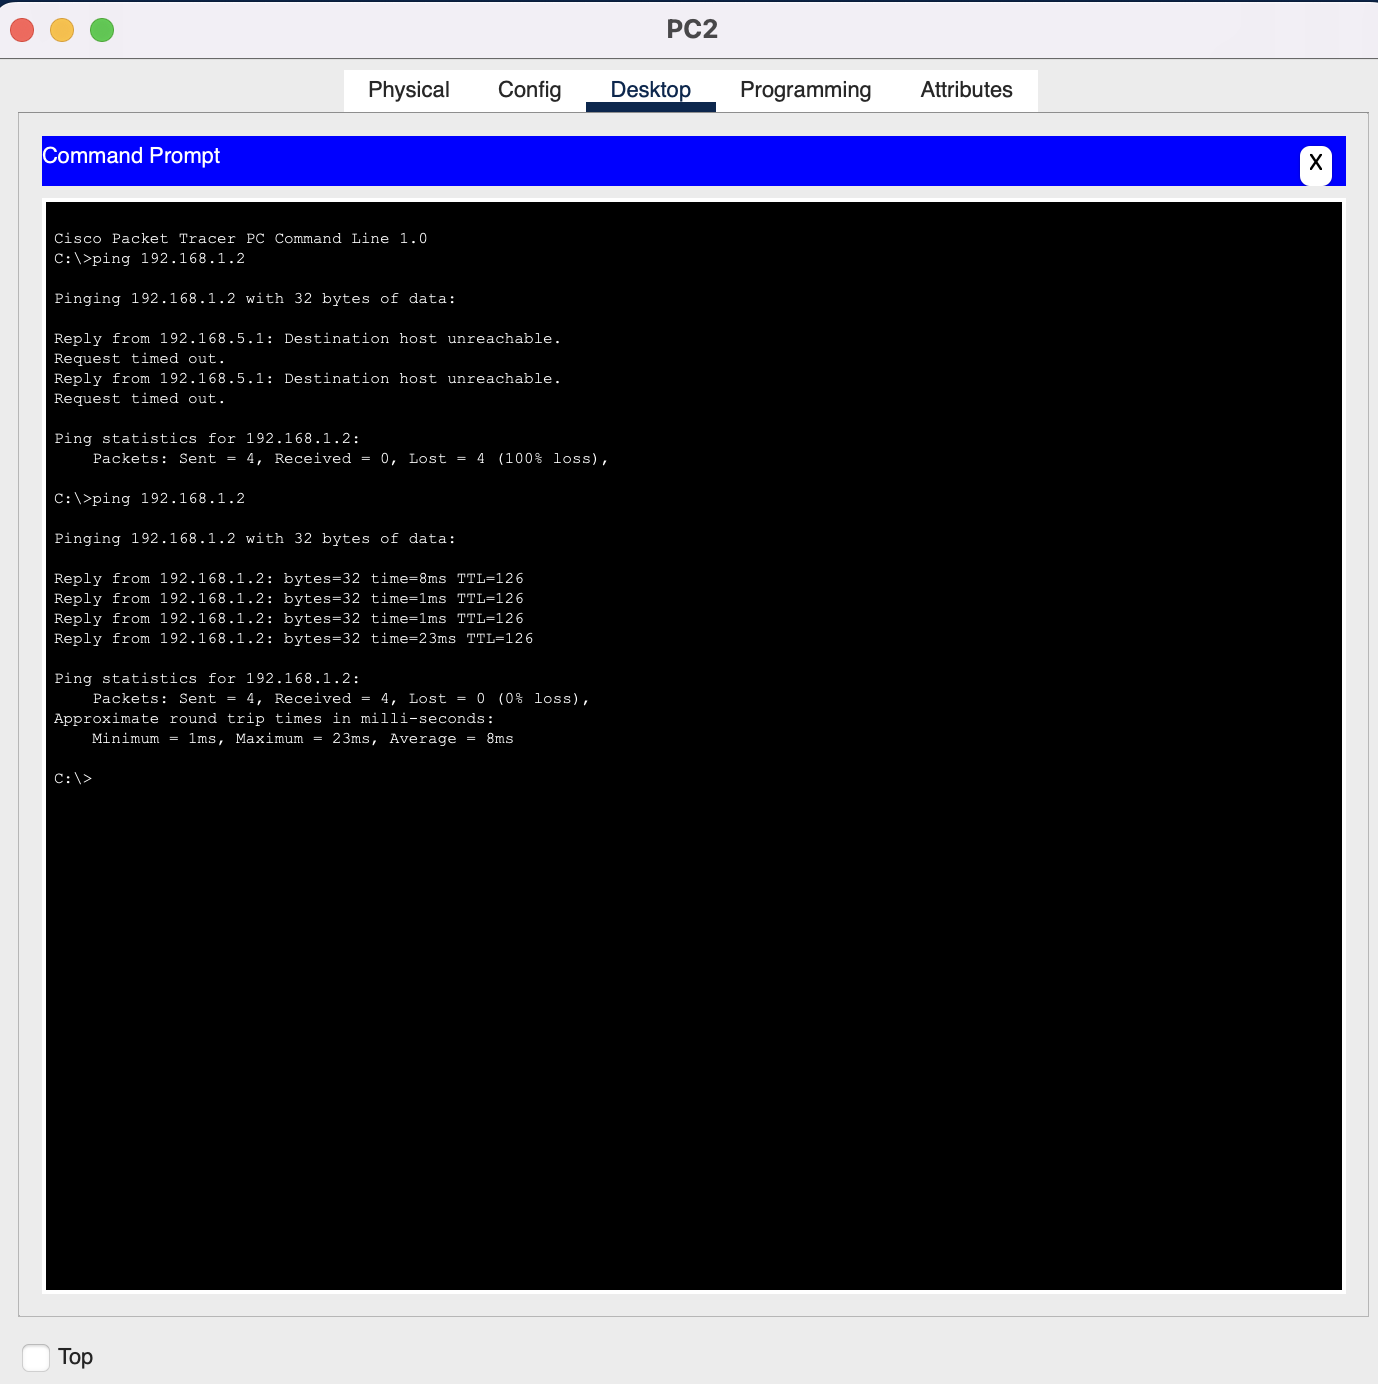 PC2
Physical Config Desktop Programming Attributes
Command Prompt
X
Cisco Packet Tracer PC Command Line 1.0
C:\>ping 192.168.1.2
Pinging 192.168.1.2 with 32 bytes of data:
Reply from 192.168.5.1: Destination host unreachable.
Request timed out.
Reply from 192.168.5.1: Destination host unreachable.
Request timed out.
Ping statistics for 192.168.1.2:
    Packets: Sent = 4, Received = 0, Lost = 4 (100% loss),
C:\>ping 192.168.1.2
Pinging 192.168.1.2 with 32 bytes of data:
Reply from 192.168.1.2: bytes=32 time=8ms TTL=126
Reply from 192.168.1.2: bytes=32 time=1ms TTL=126
Reply from 192.168.1.2: bytes=32 time=1ms TTL=126
Reply from 192.168.1.2: bytes=32 time=23ms TTL=126
Ping statistics for 192.168.1.2:
    Packets: Sent = 4, Received = 4, Lost = 0 (0% loss),
Approximate round trip times in milli-seconds:
    Minimum = 1ms, Maximum = 23ms, Average = 8ms
C:\>
Top